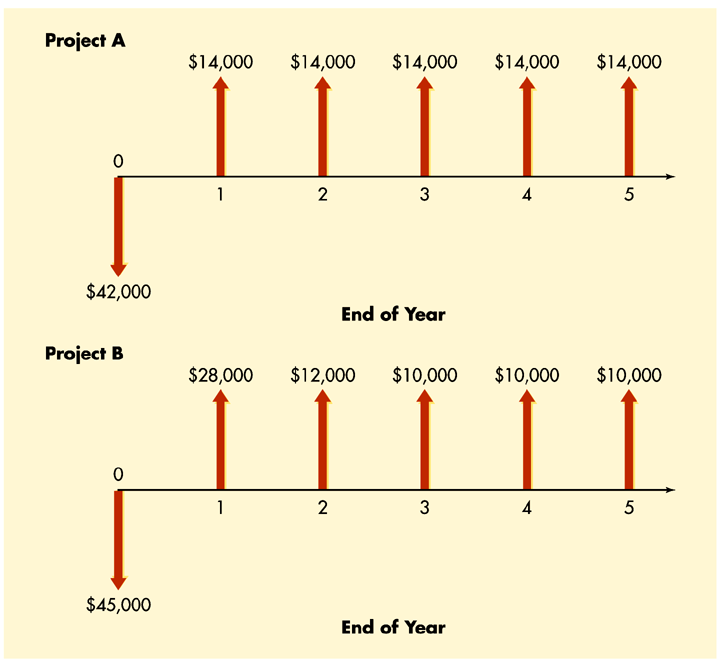 Project A
$14,000 $14,000 $14,000 $14,000 $14,000
0
1 2 3 4 5
$42,000
End of Year
Project B
$28,000 $12,000 $10,000 $10,000 $10,000
0
1 2 3 4 5
$45,000
End of Year